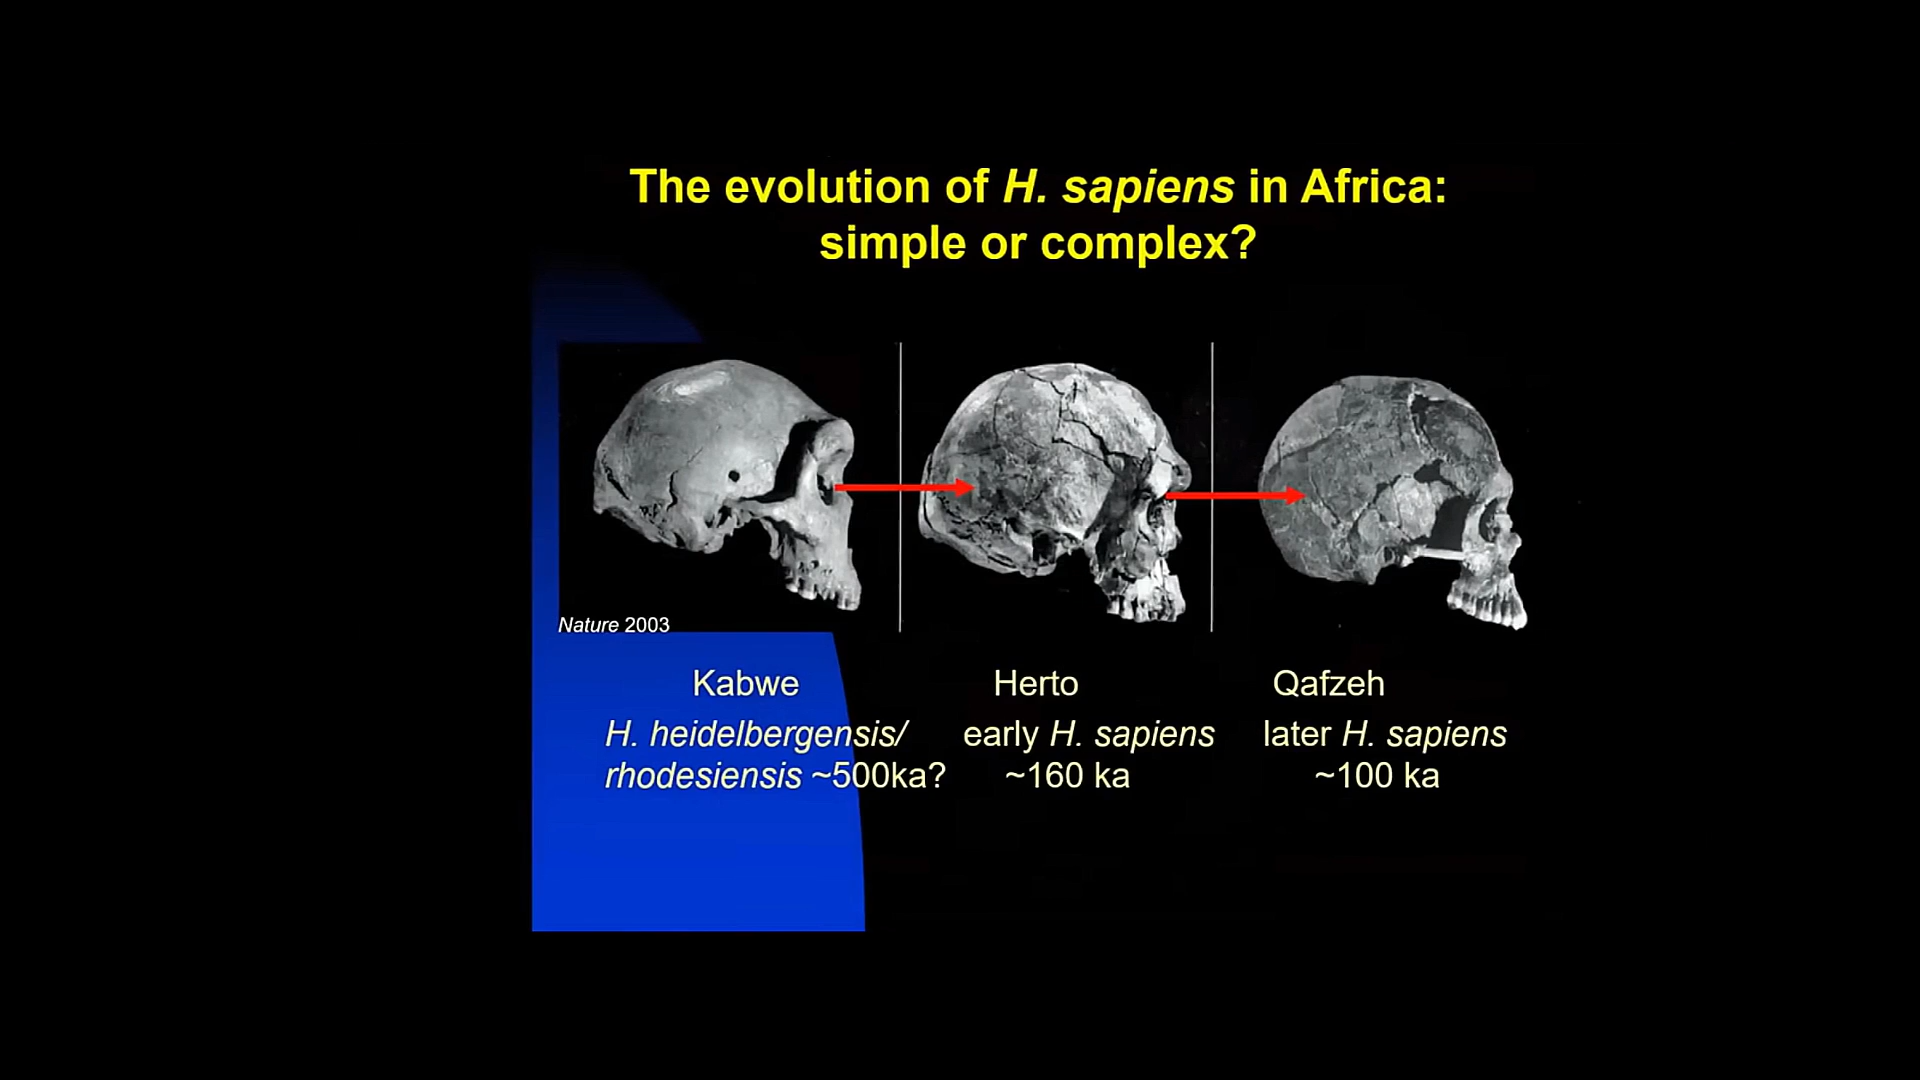 The evolution of H. sapiens in Africa:
simple or complex?
Nature 2003
Kabwe
H. heidelbergensis/
rhodesiensis ~500ka?
Herto
early H. sapiens
~160 ka
Qafzeh
later H. sapiens
~100 ka